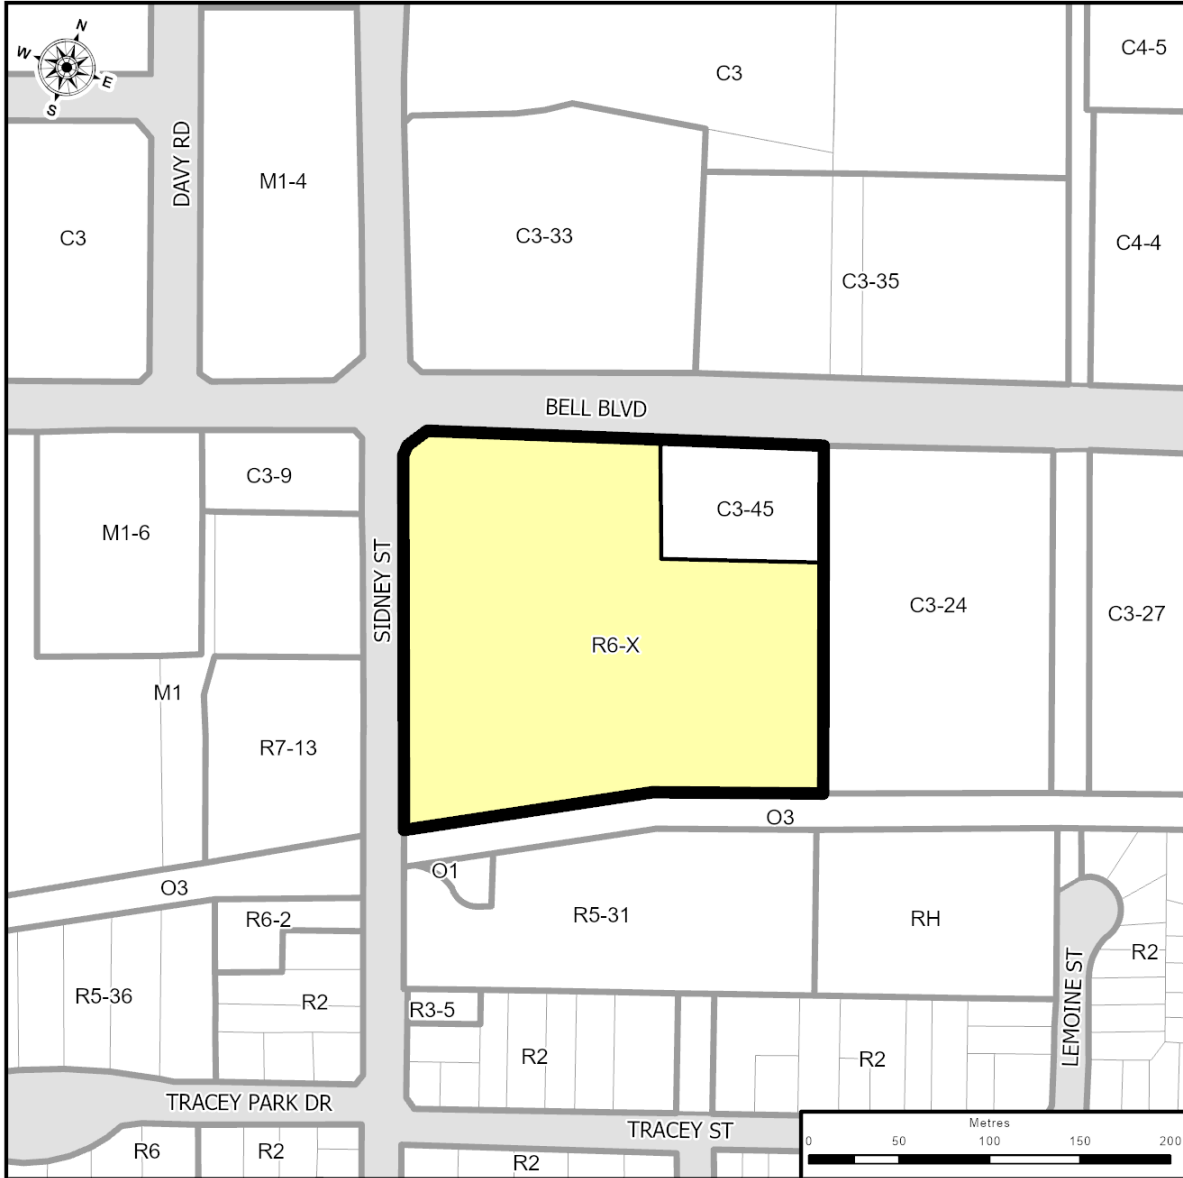 N
W
E
S
C3
C4-5
DAVY RD
M1-4
C3
C3-33
C4-4
C3-35
BELL BLVD
C3-9
M1-6
C3-45
SIDNEY ST
C3-24
C3-27
R6-X
M1
R7-13
O3
O1
O3
R6-2
R5-31
RH
R2
R5-36
R2
R3-5
LEMOINE ST
R2
R2
TRACEY PARK DR
TRACEY ST
R6
R2
R2
Metres
0 50 100 150 200